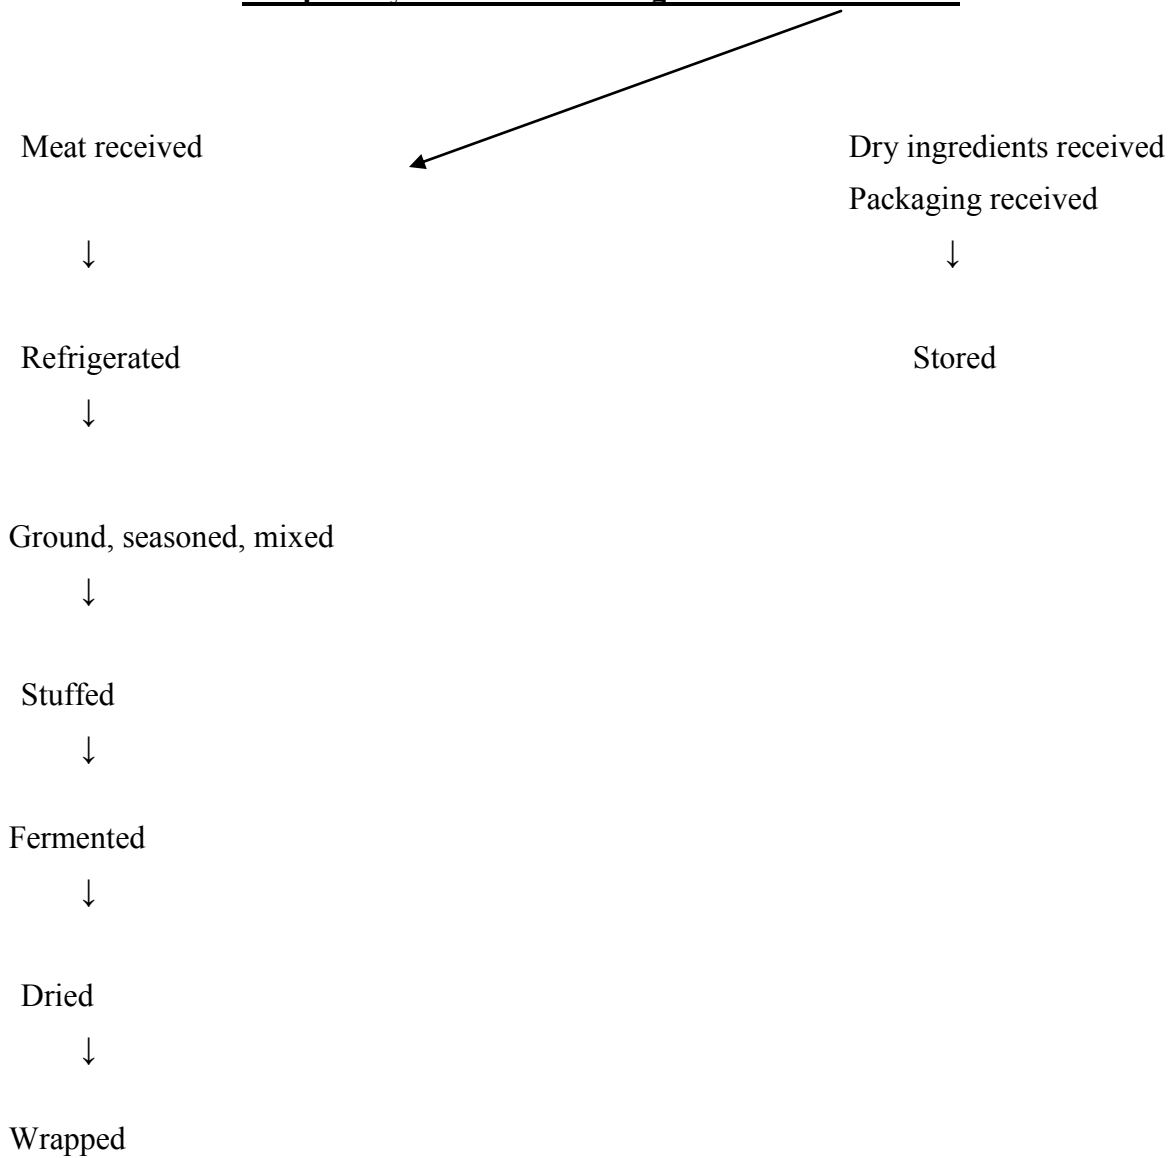 Meat received
Dry ingredients received
Packaging received
↓ ↓
Refrigerated Stored
↓
Ground, seasoned, mixed
↓
Stuffed
↓
Fermented
↓
Dried
↓
Wrapped